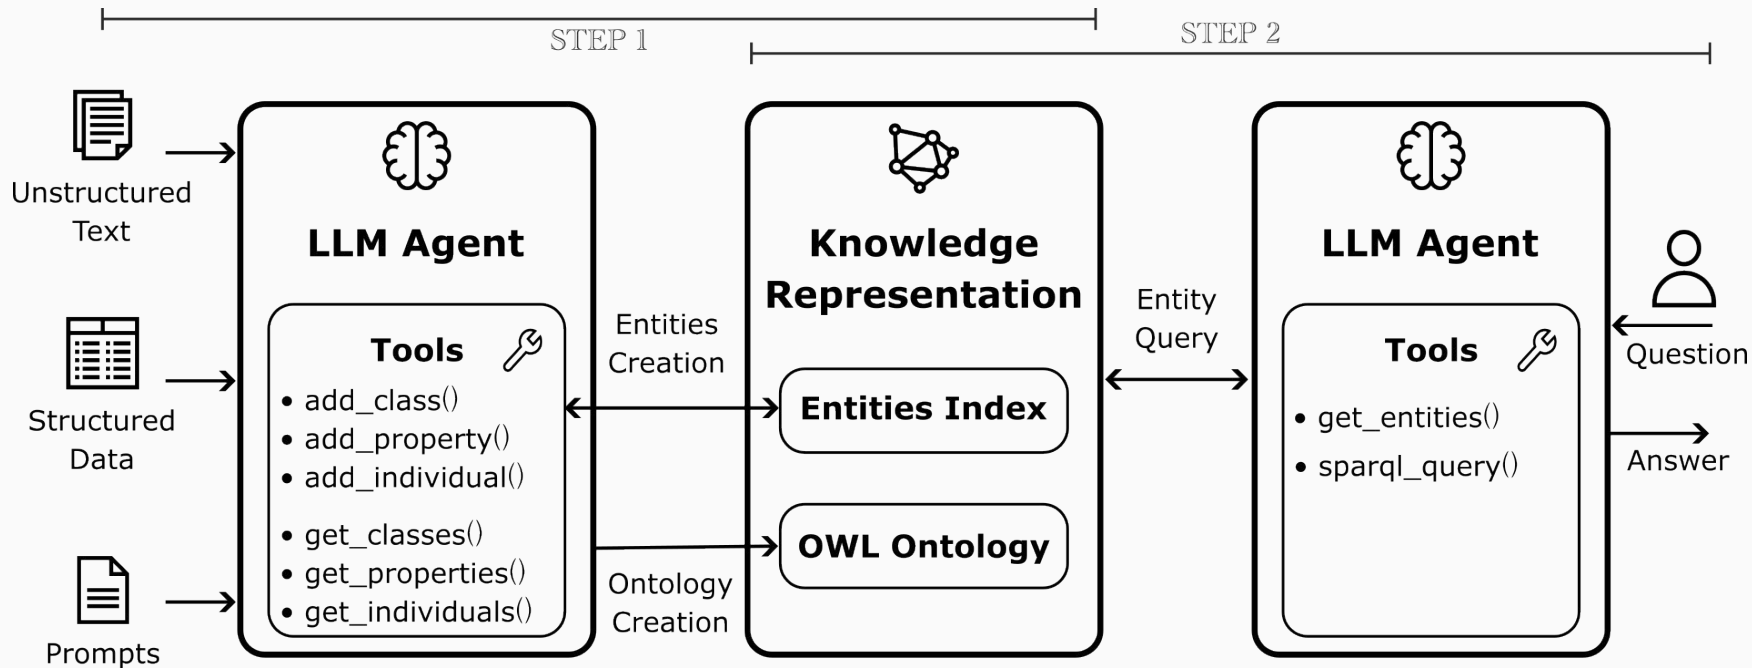 STEP 1
STEP 2
Unstructured
Text
Structured
Data
Prompts
LLM Agent
Tools
• add_class()
• add_property()
• add_individual()
• get_classes()
• get_properties()
• get_individuals()
Entities
Creation
Ontology
Creation
Knowledge
Representation
Entities Index
OWL Ontology
Entity
Query
LLM Agent
Tools
• get_entities()
• sparql_query()
Question
Answer